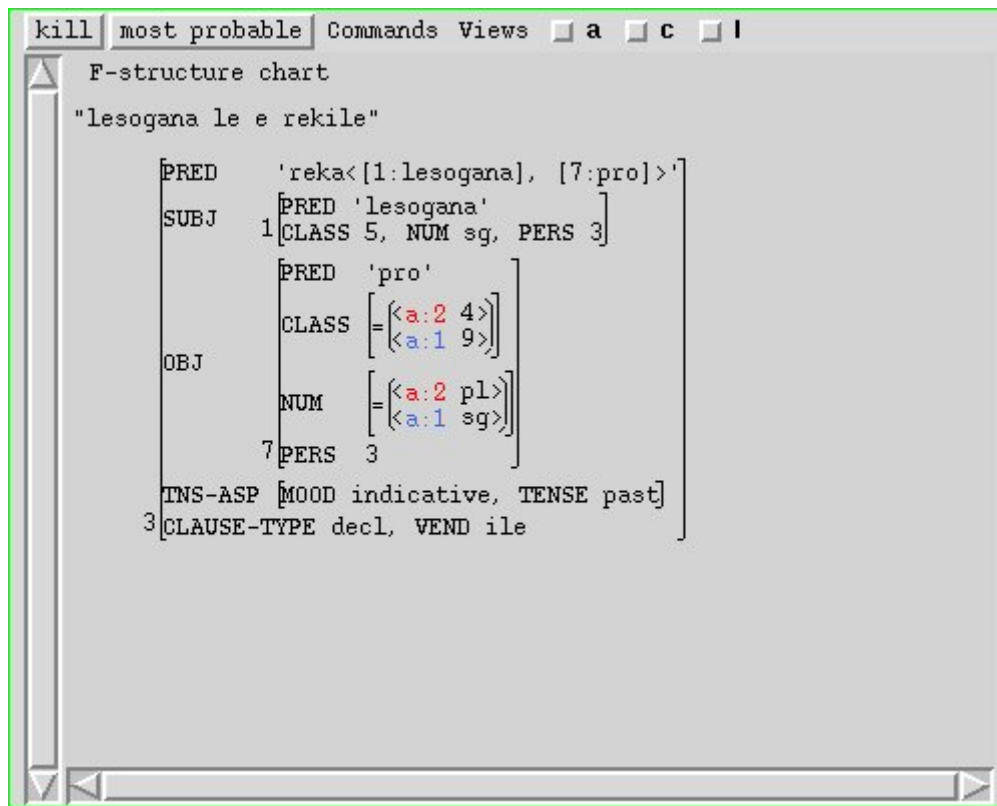 kill most probable Commands Views a c l
F-structure chart
"lesogana le e rekile"
PRED 'reka<[1:lesogana], [7:pro]>'
SUBJ 1 PRED 'lesogana'
CLASS 5, NUM sg, PERS 3
OBJ
PRED 'pro'
CLASS = <a:2 4>
<a:1 9>
NUM = <a:2 pl>
<a:1 sg>
7 PERS 3
TNS-ASP MOOD indicative, TENSE past
3 CLAUSE-TYPE decl, VEND ile